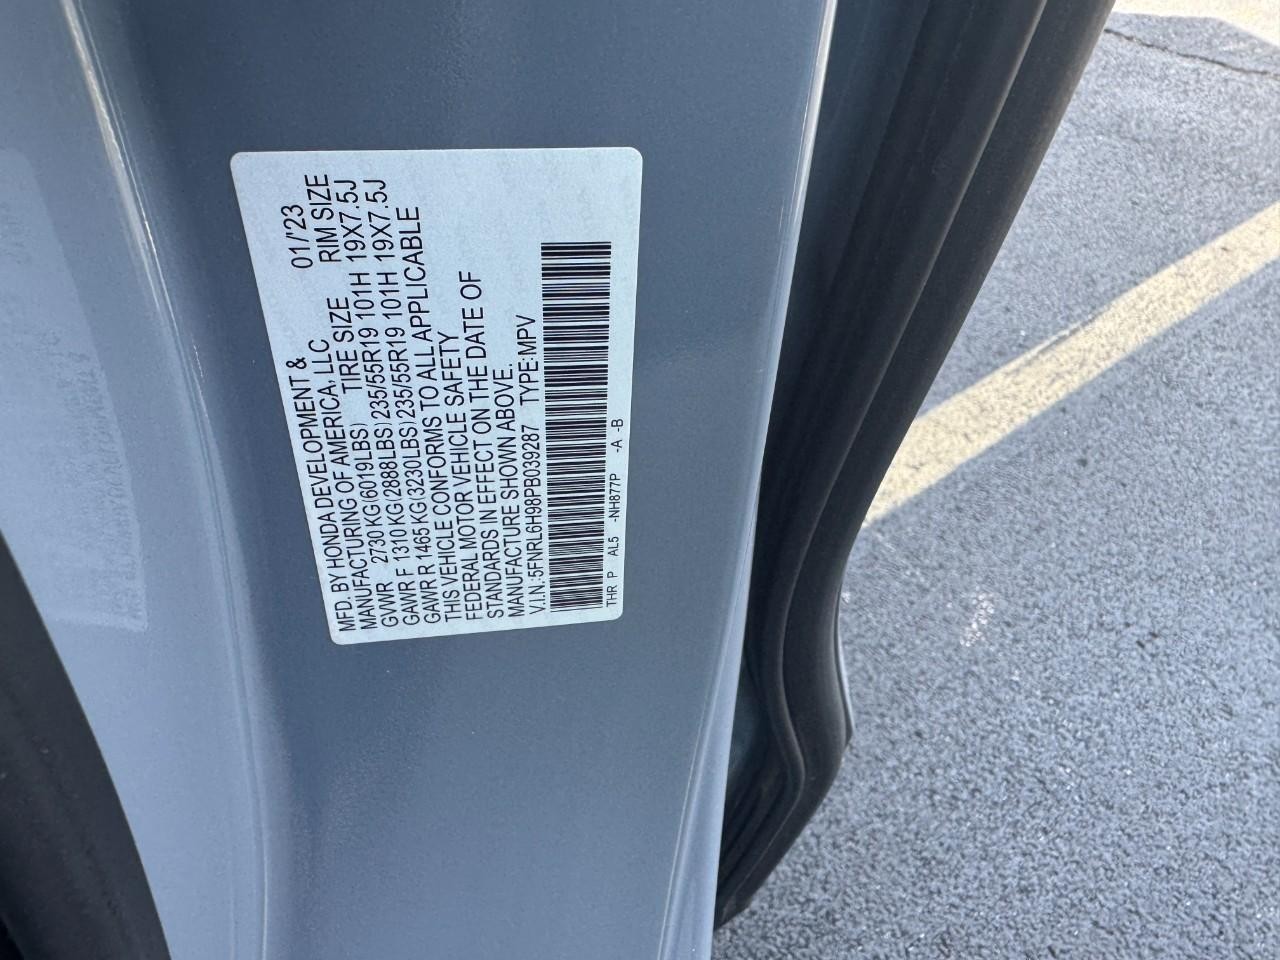 MFD. BY HONDA DEVELOPMENT &
MANUFACTURING OF AMERICA, LLC 01/'23
GVWR 2730 KG(6019LBS) TIRE SIZE RIM SIZE
GAWR F 1310 KG(2888LBS)235/55R19 101H 19X7.5J
GAWR R 1465 KG(3230LBS)235/55R19 101H 19X7.5J
THIS VEHICLE CONFORMS TO ALL APPLICABLE
FEDERAL MOTOR VEHICLE SAFETY
STANDARDS IN EFFECT ON THE DATE OF
MANUFACTURE SHOWN ABOVE.
V.I.N.:5FNRL6H98PB039287 TYPE:MPV
THR P AL5 -NH877P -A -B